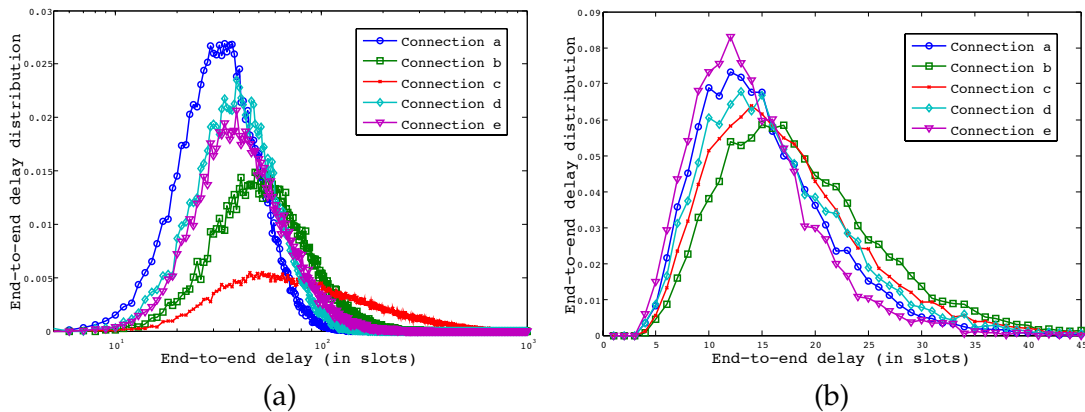 0.03
0.025
0.02
0.015
0.01
0.005
0
10¹
10²
10³
End-to-end delay distribution
End-to-end delay (in slots)
Connection a
Connection b
Connection c
Connection d
Connection e
(a)
0.09
0.08
0.07
0.06
0.05
0.04
0.03
0.02
0.01
0
0
5
10
15
20
25
30
35
40
45
End-to-end delay distribution
End-to-end delay (in slots)
Connection a
Connection b
Connection c
Connection d
Connection e
(b)